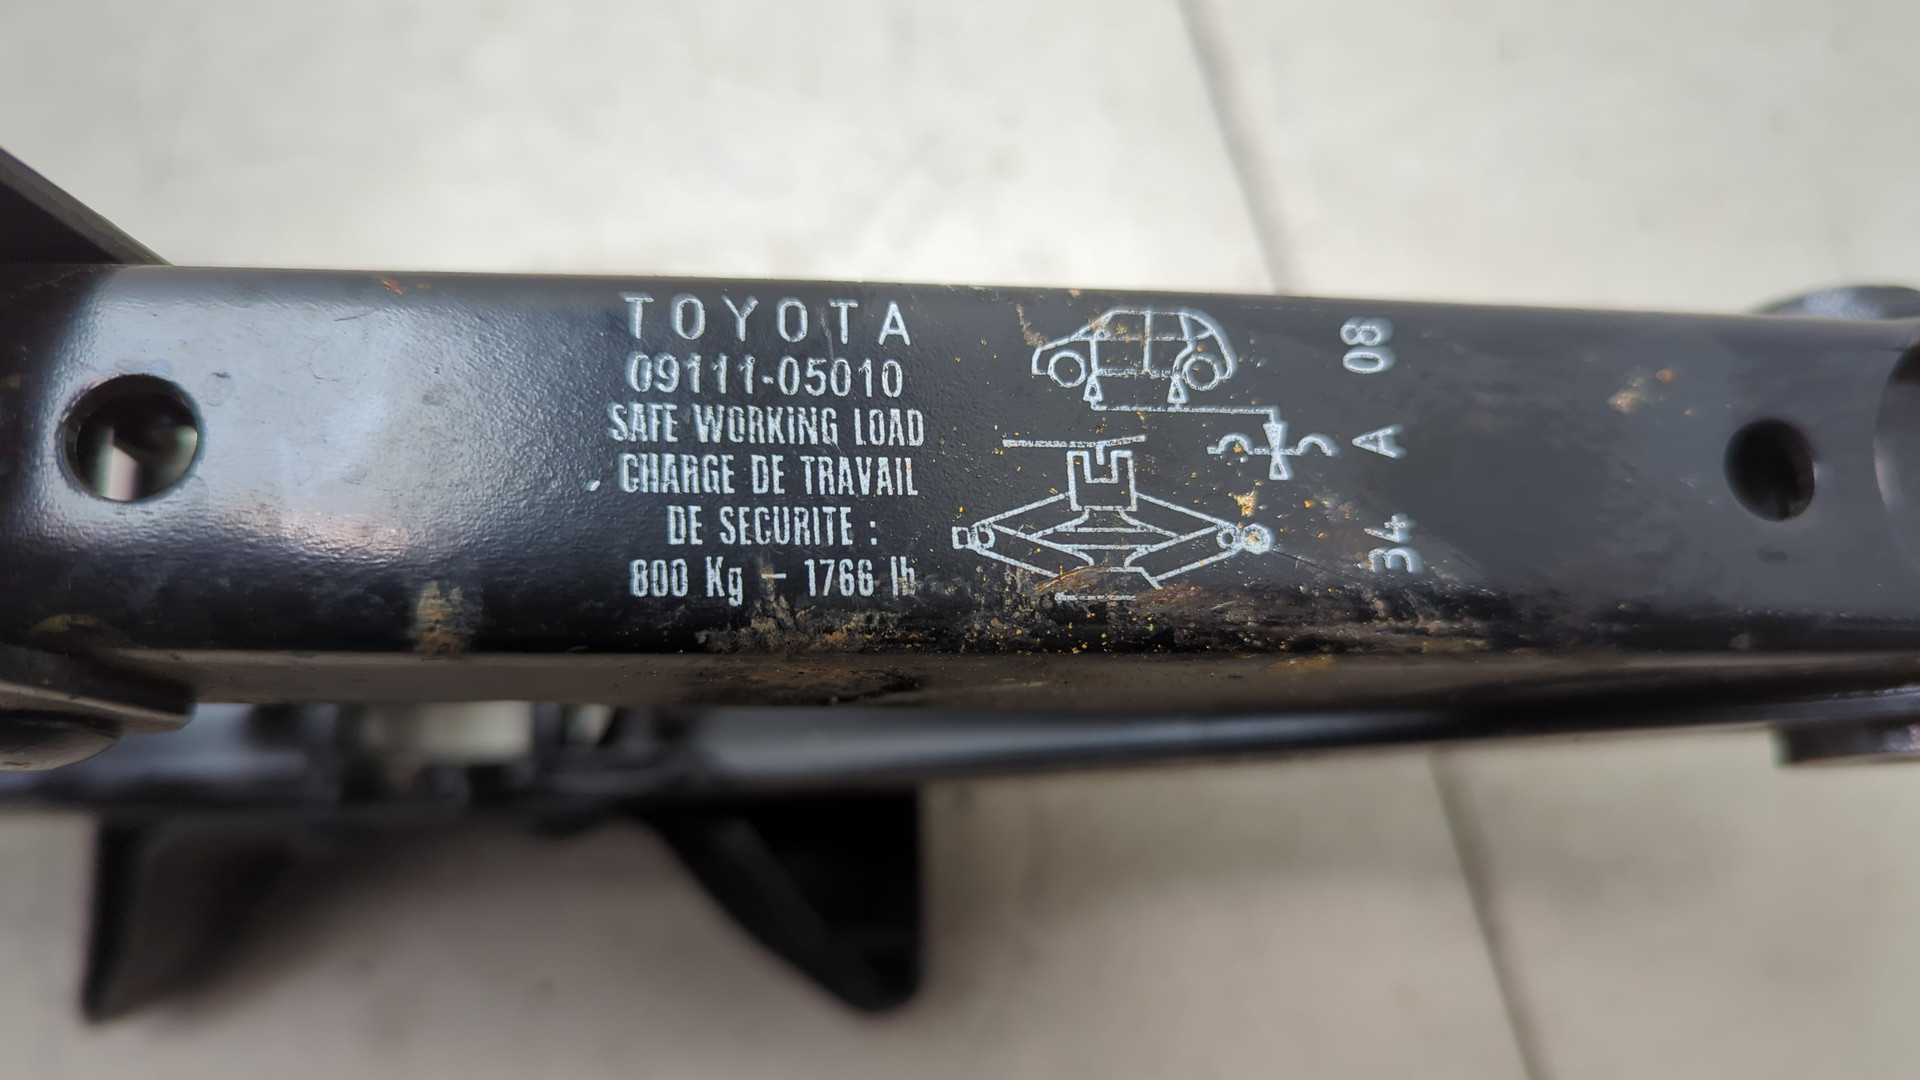 TOYOTA
09111-05010
SAFE WORKING LOAD
CHARGE DE TRAVAIL
DE SECURITE :
800 Kg - 1766 lb
34 A 08